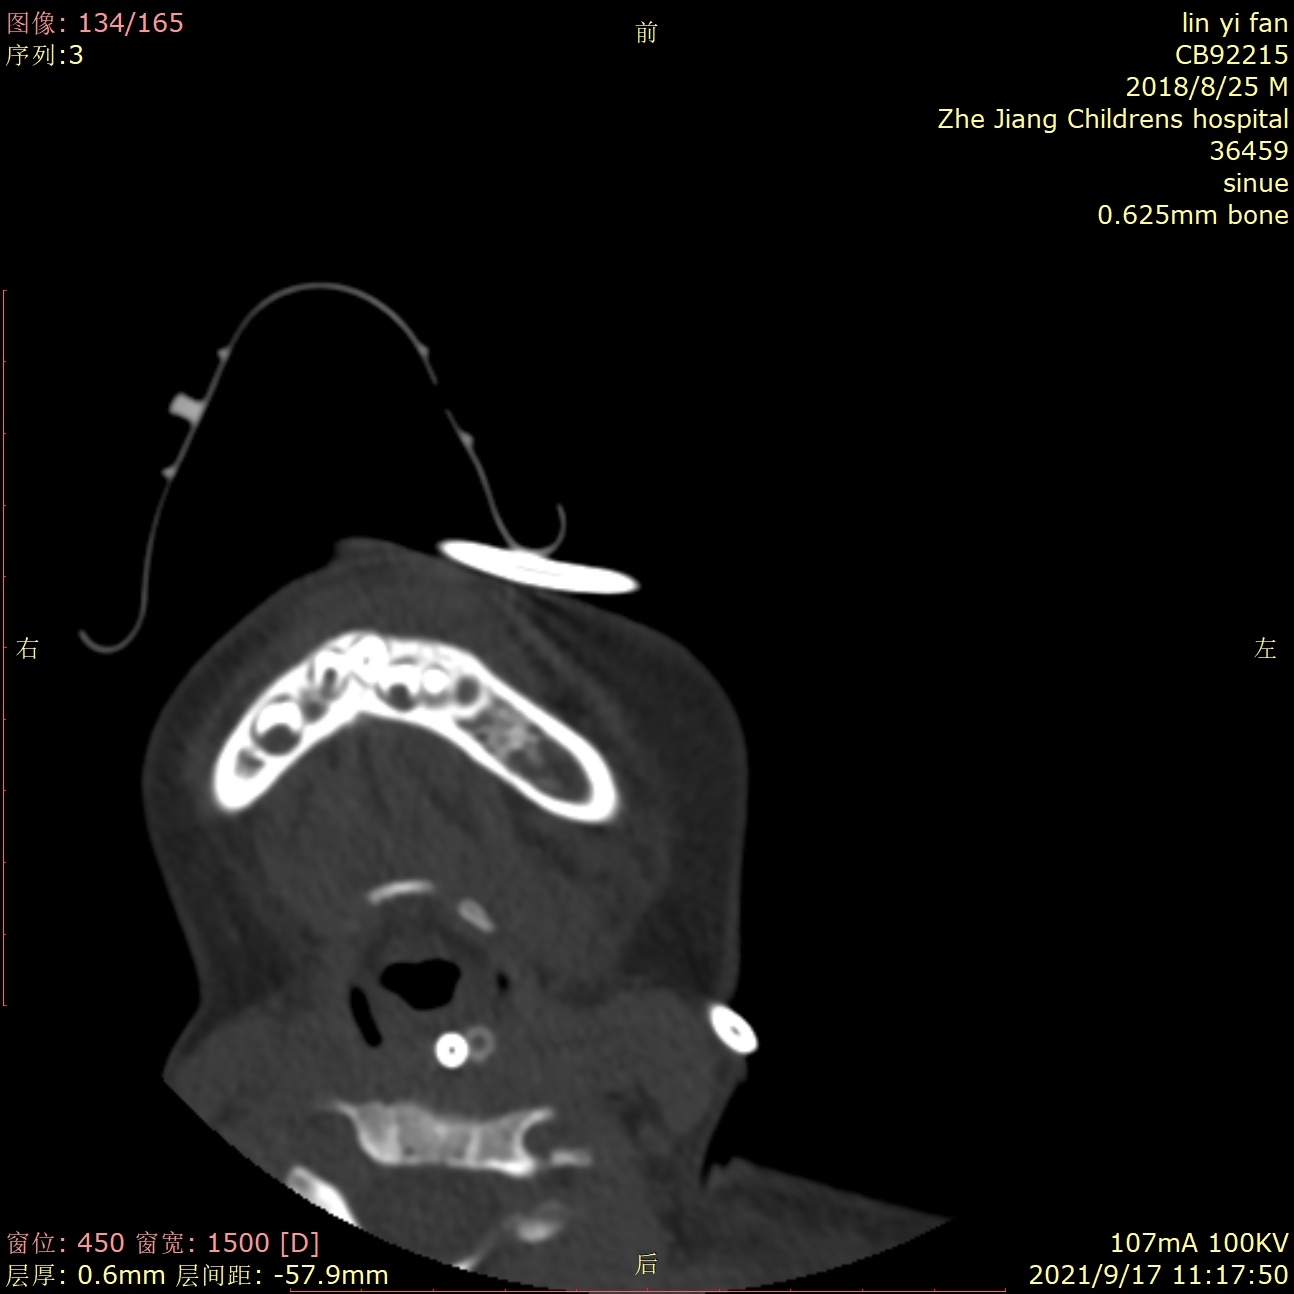 图像: 134/165
序列:3
前
lin yi fan
CB92215
2018/8/25 M
Zhe Jiang Childrens hospital
36459
sinue
0.625mm bone
右
左
窗位: 450 窗宽: 1500 [D]
层厚: 0.6mm 层间距: -57.9mm
后
107mA 100KV
2021/9/17 11:17:50